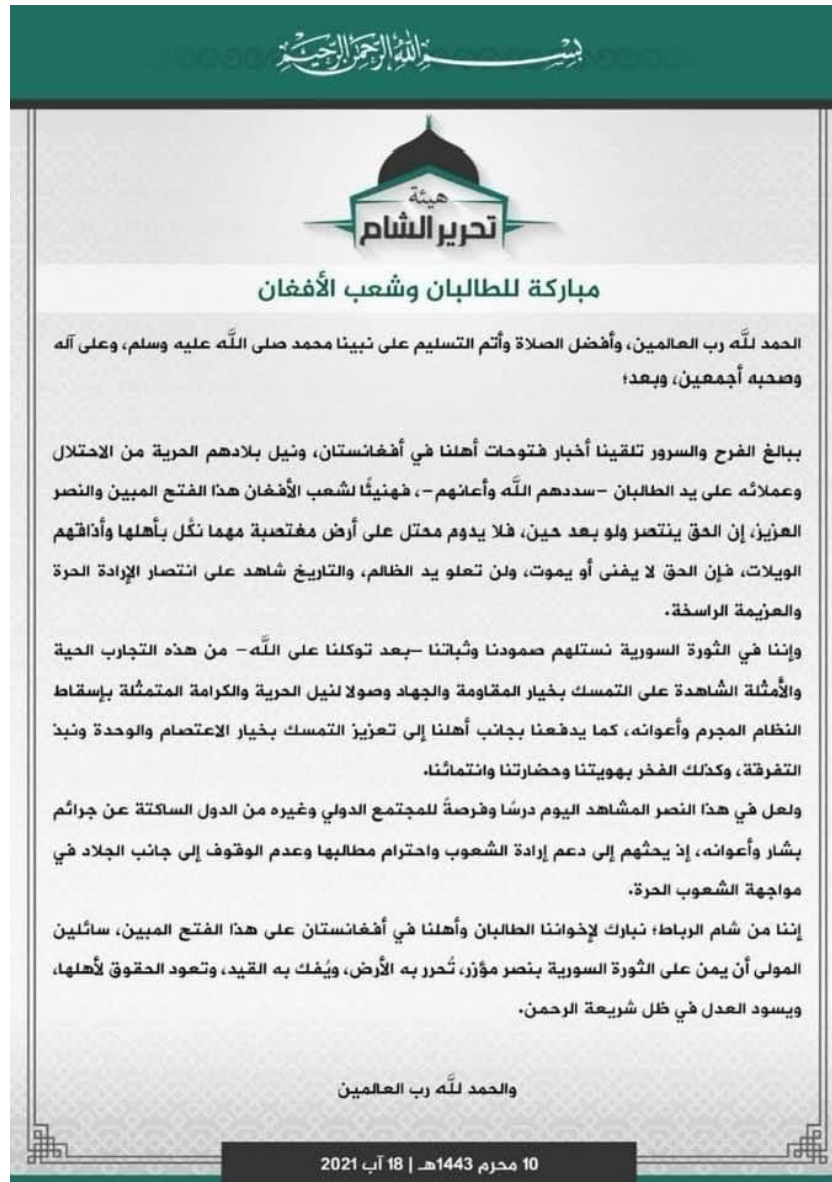 بسم الله الرحمن الرحيم
هيئة
تحرير الشام
مباركة للطالبان وشعب الأفغان
الحمد للَّه رب العالمين، وأفضل الصلاة وأتم التسليم على نبينا محمد صلى اللَّه عليه وسلم، وعلى آله
وصحبه أجمعين، وبعد؛
ببالغ الفرح والسرور تلقينا أخبار فتوحات أهلنا في أفغانستان، ونيل بلادهم الحرية من الاحتلال
وعملائه على يد الطالبان –سددهم اللَّه وأعانهم–، فهنيئًا لشعب الأفغان هذا الفتح المبين والنصر
العزيز، إن الحق ينتصر ولو بعد حين، فلا يدوم محتل على أرض مغتصبة مهما نكَّل بأهلها وأذاقهم
الويلات، فإن الحق لا يفنى أو يموت، ولن تعلو يد الظالم، والتاريخ شاهد على انتصار الإرادة الحرة
والعزيمة الراسخة.
وإننا في الثورة السورية نستلهم صمودنا وثباتنا –بعد توكلنا على اللَّه– من هذه التجارب الحية
والأمثلة الشاهدة على التمسك بخيار المقاومة والجهاد وصولا لنيل الحرية والكرامة المتمثلة بإسقاط
النظام المجرم وأعوانه، كما يدفعنا بجانب أهلنا إلى تعزيز التمسك بخيار الاعتصام والوحدة ونبذ
التفرقة، وكذلك الفخر بهويتنا وحضارتنا وانتمائنا.
ولعل في هذا النصر المشاهد اليوم درسًا وفرصةً للمجتمع الدولي وغيره من الدول الساكتة عن جرائم
بشار وأعوانه، إذ يحثهم إلى دعم إرادة الشعوب واحترام مطالبها وعدم الوقوف إلى جانب الجلاد في
مواجهة الشعوب الحرة.
إننا من شام الرباط؛ نبارك لإخواننا الطالبان وأهلنا في أفغانستان على هذا الفتح المبين، سائلين
المولى أن يمن على الثورة السورية بنصر مؤزر، تُحرر به الأرض، ويُفك به القيد، وتعود الحقوق لأهلها،
ويسود العدل في ظل شريعة الرحمن.
والحمد للَّه رب العالمين
10 محرم 1443هـ | 18 آب 2021